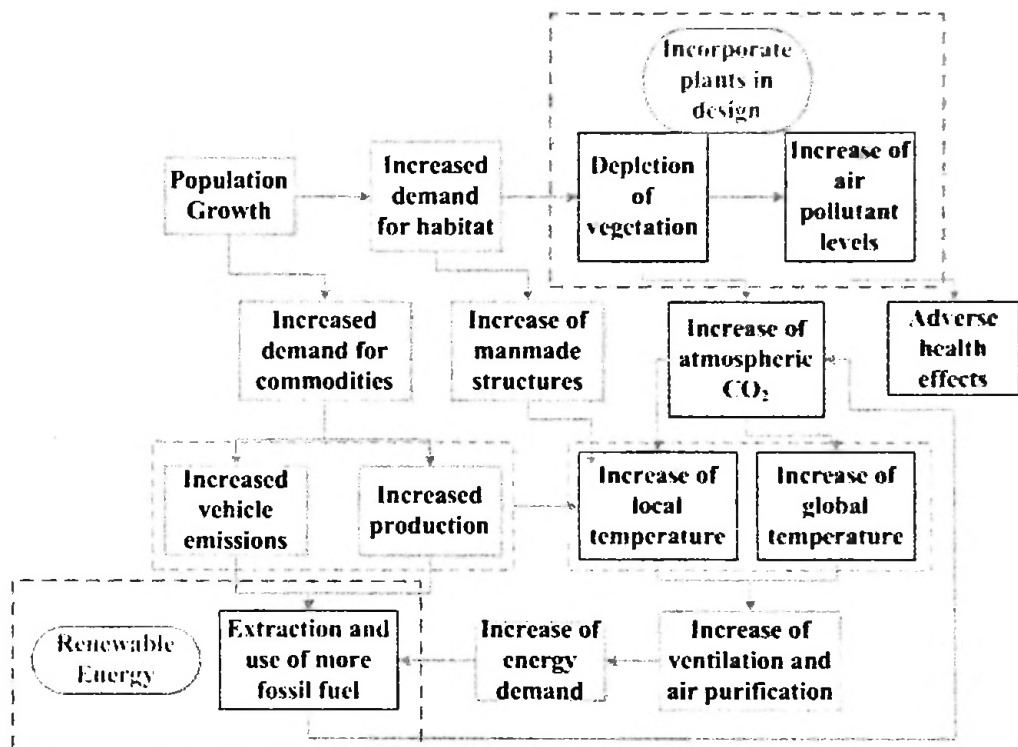 Incorporate
plants in
design
Population
Growth
Increased
demand
for habitat
Depletion
of
vegetation
Increase of
air
pollutant
levels
Increased
demand for
commodities
Increase of
manmade
structures
Increase of
atmospheric
CO₂
Adverse
health
effects
Increased
vehicle
emissions
Increased
production
Increase of
local
temperature
Increase of
global
temperature
Renewable
Energy
Extraction and
use of more
fossil fuel
Increase of
energy
demand
Increase of
ventilation and
air purification